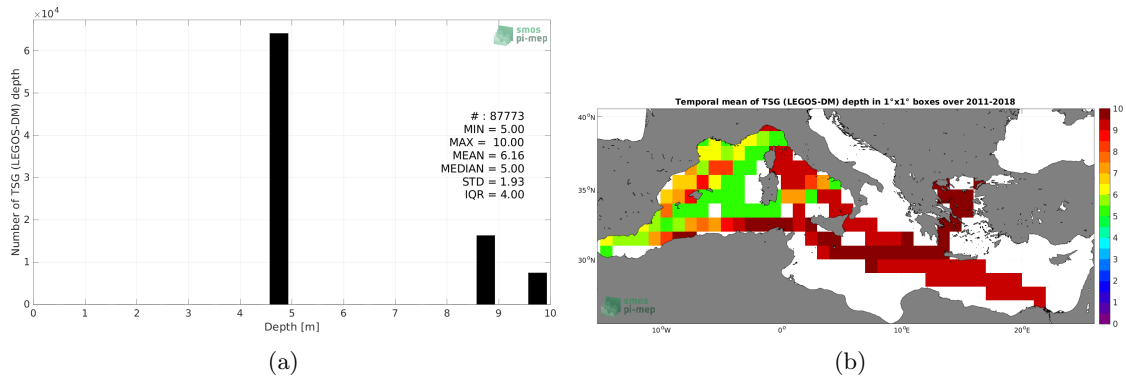 ×10⁴
6
5
4
3
2
1
0
Number of TSG (LEGOS-DM) depth
smos
pi-mep
# : 87773
MIN = 5.00
MAX = 10.00
MEAN = 6.16
MEDIAN = 5.00
STD = 1.93
IQR = 4.00
0 1 2 3 4 5 6 7 8 9 10
Depth [m]
(a)
Temporal mean of TSG (LEGOS-DM) depth in 1°x1° boxes over 2011-2018
40°N
35°N
30°N
10°W
0°
10°E
20°E
smos
pi-mep
10
9
8
7
6
5
4
3
2
1
0
(b)